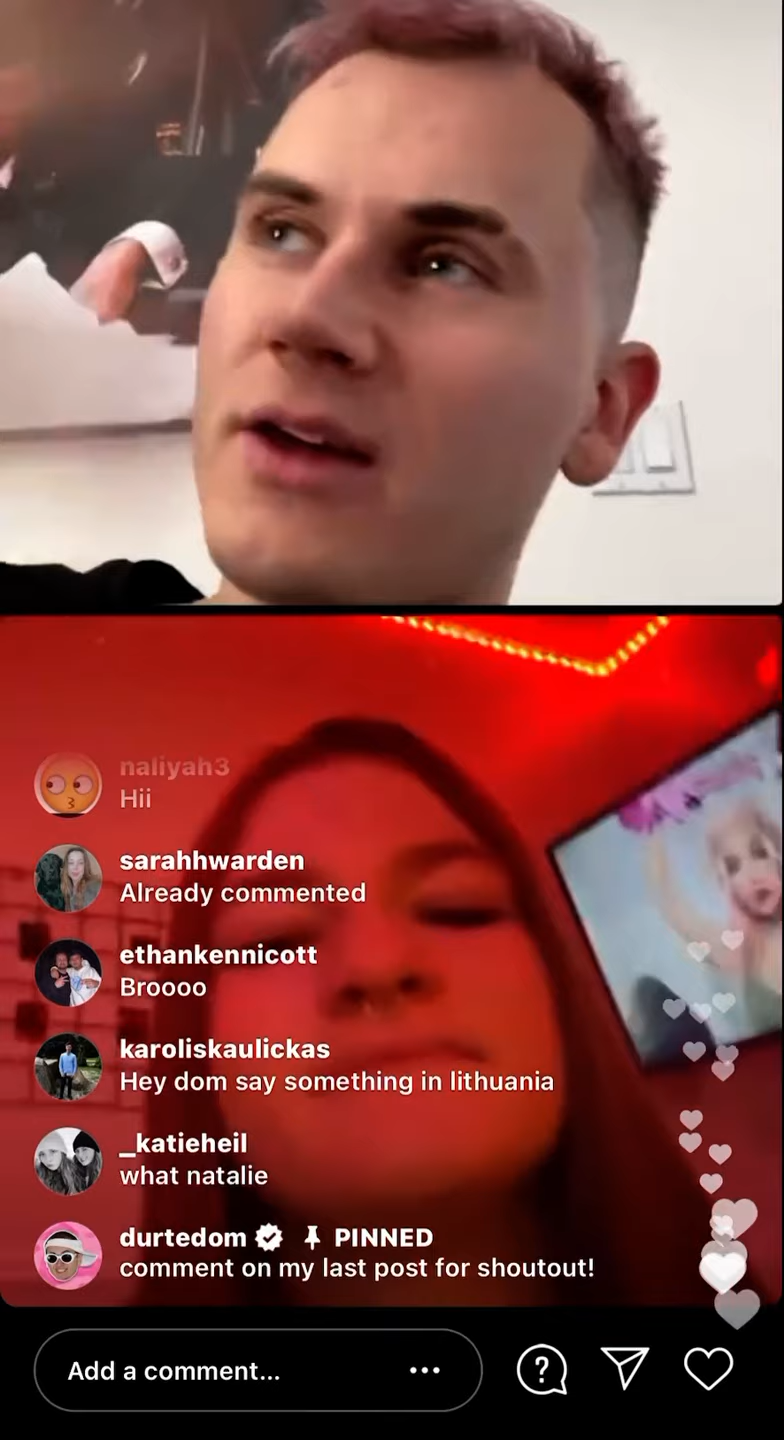 naliyah3
Hii
sarahhwarden
Already commented
ethankennicott
Broooo
karoliskaulickas
Hey dom say something in lithuania
_katieheil
what natalie
durtedom PINNED
comment on my last post for shoutout!
Add a comment...